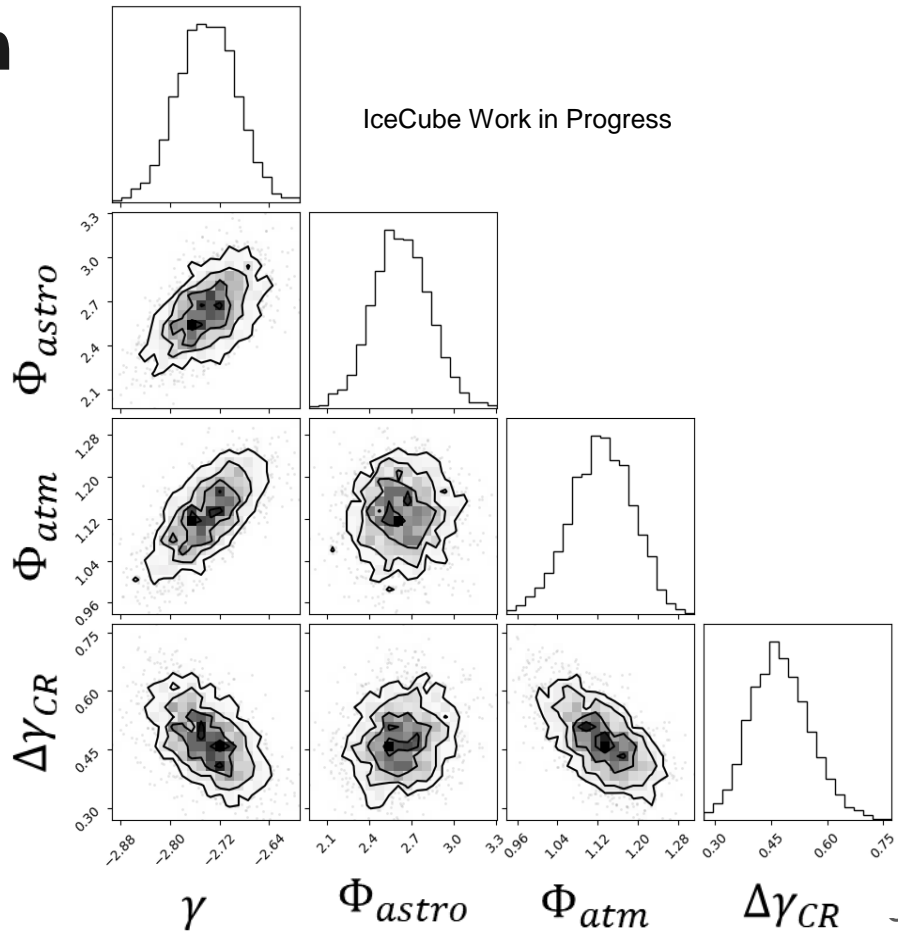 n
IceCube Work in Progress
Φ_astro
3.3
3.0
2.7
2.4
2.1
Φ_atm
1.28
1.20
1.12
1.04
0.96
Δγ_CR
0.75
0.60
0.45
0.30
−2.88 −2.80 −2.72 −2.64
2.1 2.4 2.7 3.0 3.3
0.96 1.04 1.12 1.20 1.28
0.30 0.45 0.60 0.75
γ Φ_astro Φ_atm Δγ_CR